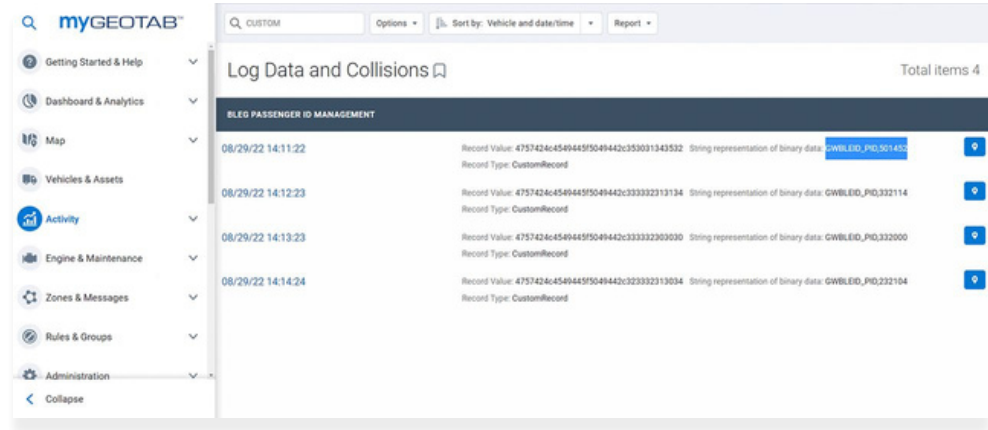 myGEOTAB
CUSTOM
Options
Sort by: Vehicle and date/time
Report
Getting Started & Help
Dashboard & Analytics
Map
Vehicles & Assets
Activity
Engine & Maintenance
Zones & Messages
Rules & Groups
Administration
Collapse
Log Data and Collisions
Total items 4
BLEG PASSENGER ID MANAGEMENT
08/29/22 14:11:22 Record Value: 4757424c4549445f5049442c353031343532 String representation of binary data: GWBLEID_PID,501452
Record Type: CustomRecord
08/29/22 14:12:23 Record Value: 4757424c4549445f5049442c333332313134 String representation of binary data: GWBLEID_PID,332114
Record Type: CustomRecord
08/29/22 14:13:23 Record Value: 4757424c4549445f5049442c333332303030 String representation of binary data: GWBLEID_PID,332000
Record Type: CustomRecord
08/29/22 14:14:24 Record Value: 4757424c4549445f5049442c323332313034 String representation of binary data: GWBLEID_PID,232104
Record Type: CustomRecord